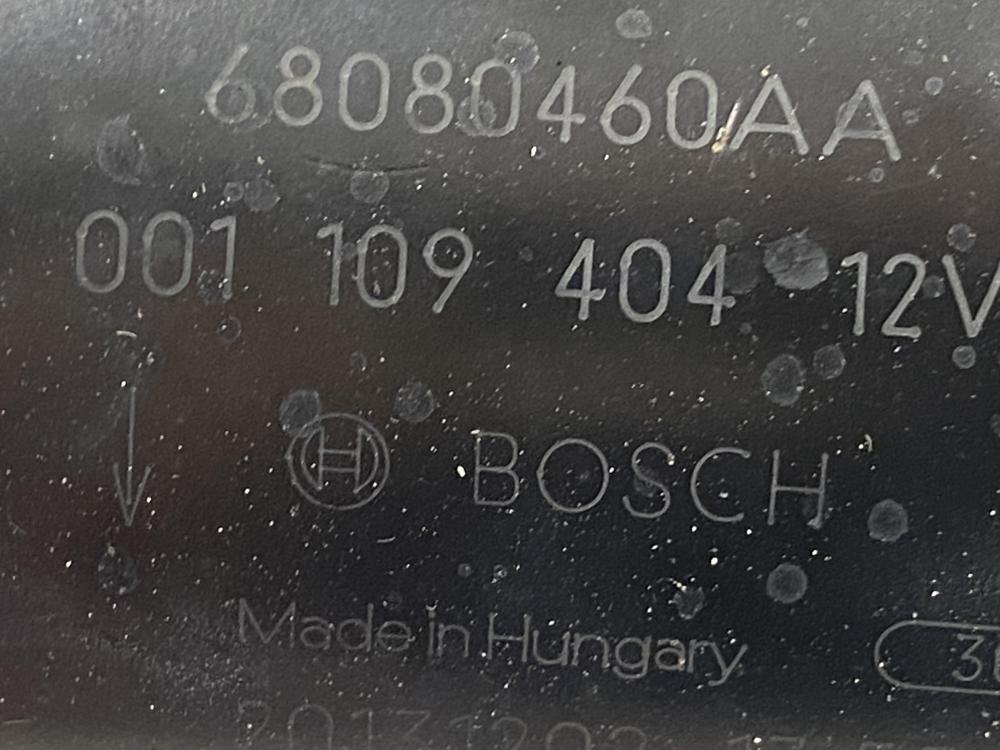 68080460AA
001 109 404 12V
BOSCH
Made in Hungary